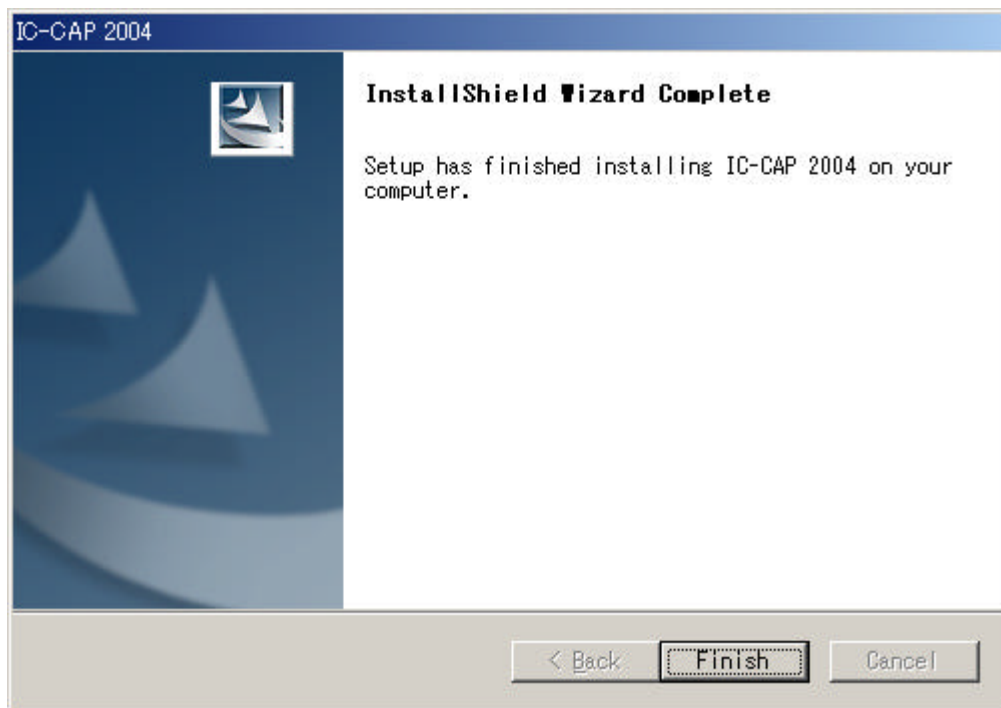 IC-CAP 2004
InstallShield Wizard Complete
Setup has finished installing IC-CAP 2004 on your
computer.
< Back
Finish
Cancel